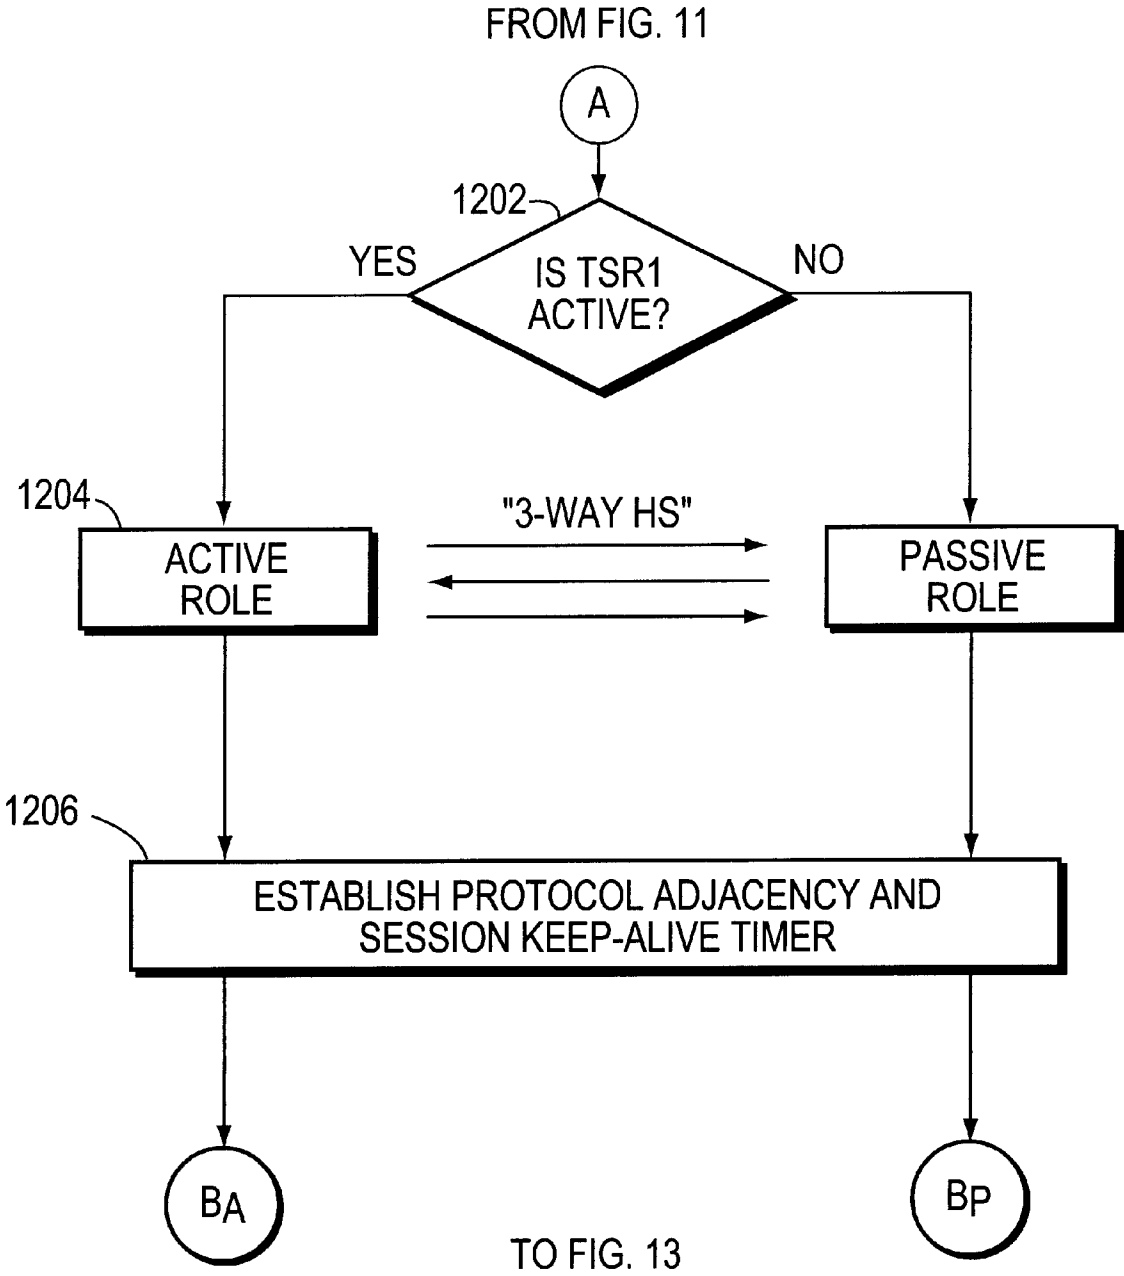 FROM FIG. 11
A
1202
YES
NO
IS TSR1
ACTIVE?
1204
"3-WAY HS"
ACTIVE
ROLE
PASSIVE
ROLE
1206
ESTABLISH PROTOCOL ADJACENCY AND
SESSION KEEP-ALIVE TIMER
BA
BP
TO FIG. 13